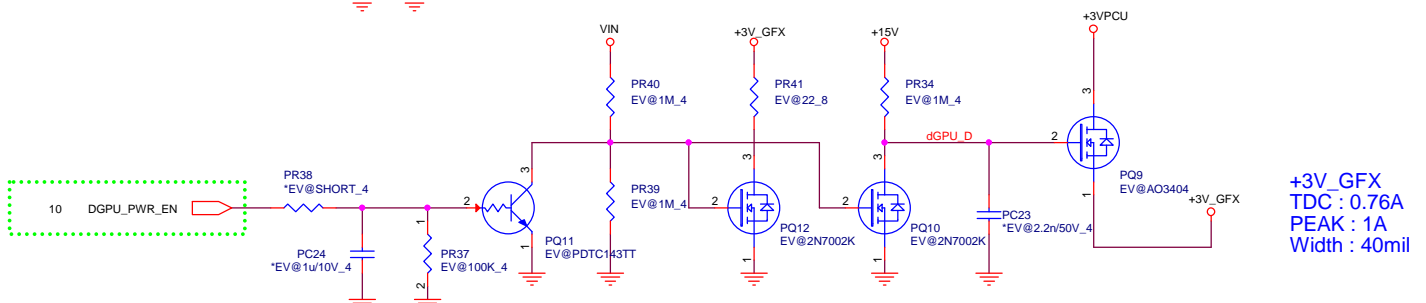 VIN
+3V_GFX
+15V
+3VPCU
PR40
EV@1M_4
PR41
EV@22_8
PR34
EV@1M_4
3
dGPU_D
2
PQ9
EV@AO3404
1
+3V_GFX
10 DGPU_PWR_EN
PR38
*EV@SHORT_4
2
3
1
PQ11
EV@PDTC143TT
PC24
*EV@1u/10V_4
1
PR37
EV@100K_4
2
PR39
EV@1M_4
3
2
1
PQ12
EV@2N7002K
3
2
1
PQ10
EV@2N7002K
PC23
*EV@2.2n/50V_4
+3V_GFX
TDC : 0.76A
PEAK : 1A
Width : 40mil